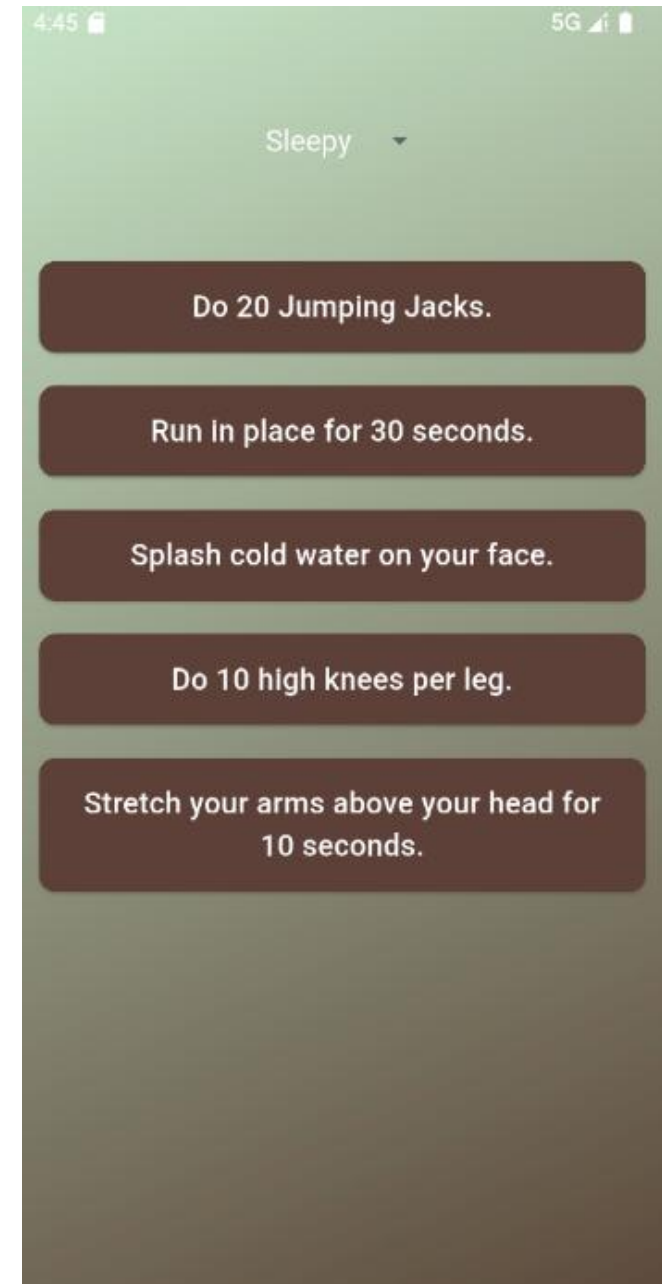 4:45 5G
Sleepy
Do 20 Jumping Jacks.
Run in place for 30 seconds.
Splash cold water on your face.
Do 10 high knees per leg.
Stretch your arms above your head for
10 seconds.